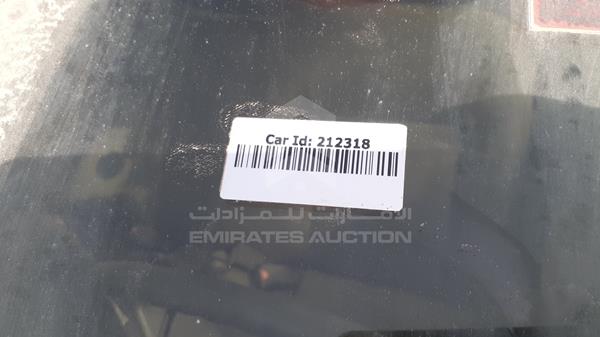 Car Id: 212318
الإمارات للمزادات
EMIRATES AUCTION